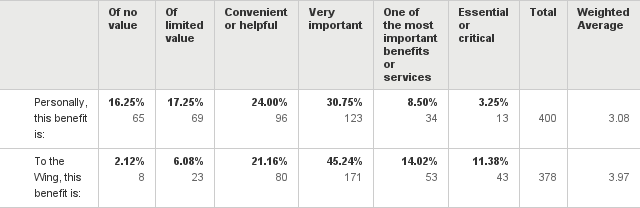 Of no value
Of limited value
Convenient or helpful
Very important
One of the most important benefits or services
Essential or critical
Total
Weighted Average
Personally, this benefit is:
16.25% 17.25% 24.00% 30.75% 8.50% 3.25%
65 69 96 123 34 13 400 3.08
To the Wing, this benefit is:
2.12% 6.08% 21.16% 45.24% 14.02% 11.38%
8 23 80 171 53 43 378 3.97